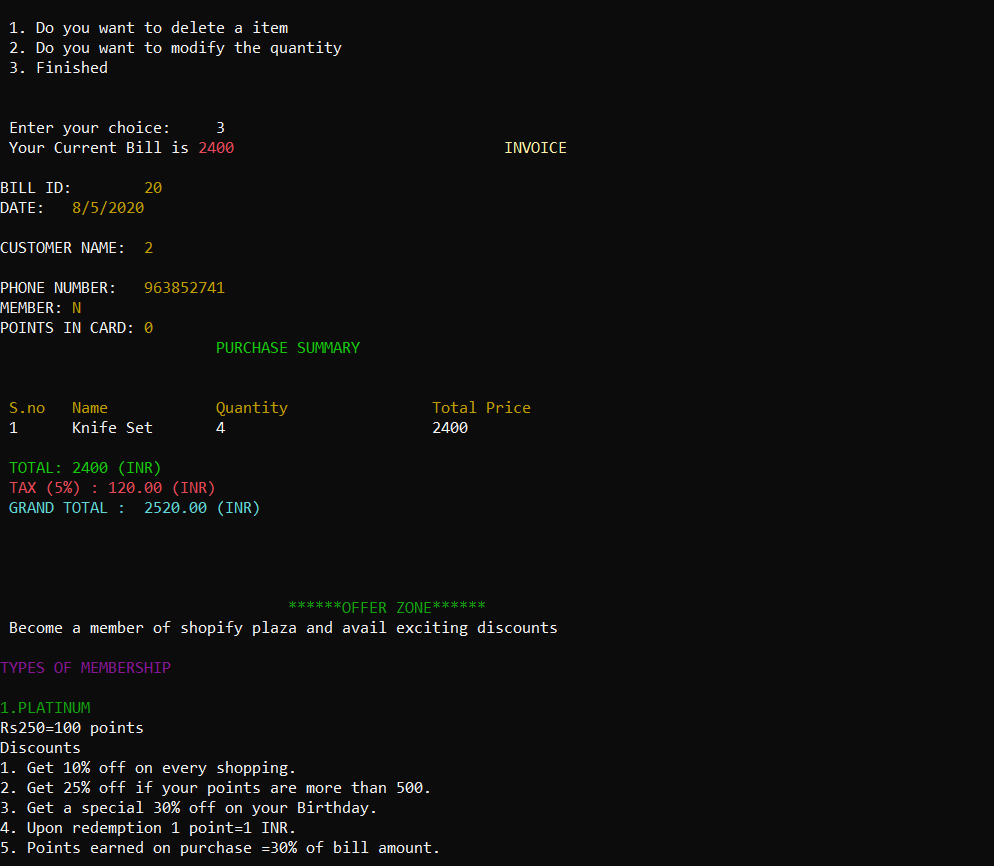 1. Do you want to delete a item
2. Do you want to modify the quantity
3. Finished
Enter your choice: 3
Your Current Bill is 2400 INVOICE
BILL ID: 20
DATE: 8/5/2020
CUSTOMER NAME: 2
PHONE NUMBER: 963852741
MEMBER: N
POINTS IN CARD: 0
PURCHASE SUMMARY
S.no Name Quantity Total Price
1 Knife Set 4 2400
TOTAL: 2400 (INR)
TAX (5%) : 120.00 (INR)
GRAND TOTAL : 2520.00 (INR)
******OFFER ZONE******
Become a member of shopify plaza and avail exciting discounts
TYPES OF MEMBERSHIP
1.PLATINUM
Rs250=100 points
Discounts
1. Get 10% off on every shopping.
2. Get 25% off if your points are more than 500.
3. Get a special 30% off on your Birthday.
4. Upon redemption 1 point=1 INR.
5. Points earned on purchase =30% of bill amount.